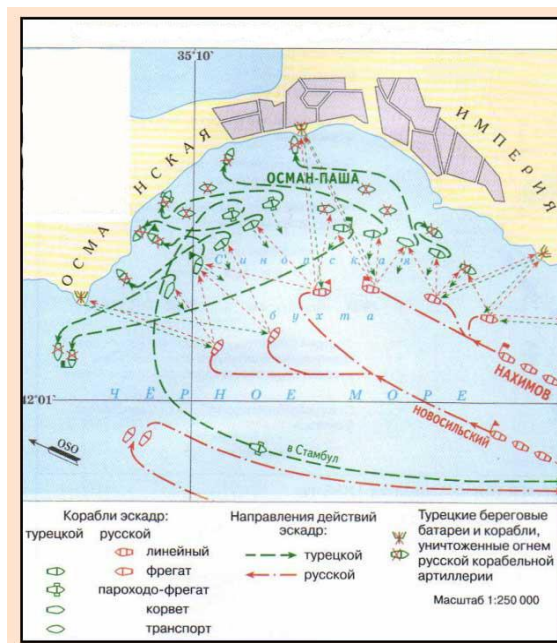 35°10'
ОСМАНСКАЯ ИМПЕРИЯ
ОСМАН-ПАША
Синопская
бухта
НАХИМОВ
ЧЁРНОЕ МОРЕ
42°01'
НОВОСИЛЬСКИЙ
OSO
в Стамбул
Корабли эскадр:
турецкой русской
линейный
фрегат
пароходо-фрегат
корвет
транспорт
Направления действий
эскадр:
турецкой
русской
Турецкие береговые
батареи и корабли,
уничтоженные огнем
русской корабельной
артиллерии
Масштаб 1:250 000